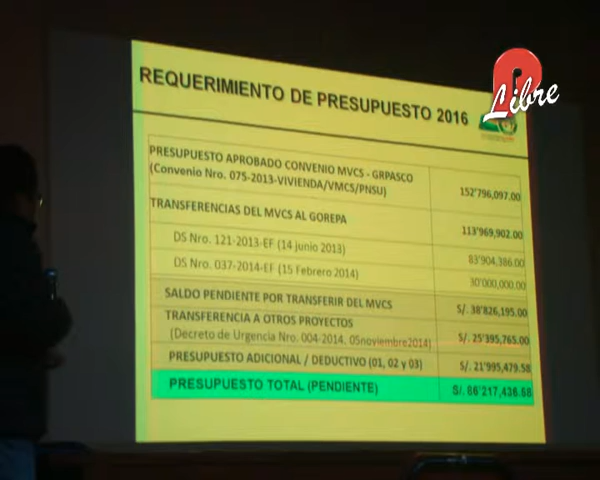 REQUERIMIENTO DE PRESUPUESTO 2016
Libre
PRESUPUESTO APROBADO CONVENIO MVCS - GRPASCO
(Convenio Nro. 075-2013-VIVIENDA/VMCS/PNSU) 152'796,097.00
TRANSFERENCIAS DEL MVCS AL GOREPA 113'969,902.00
DS Nro. 121-2013-EF (14 junio 2013) 83'904,386.00
DS Nro. 037-2014-EF (15 Febrero 2014) 30'000,000.00
SALDO PENDIENTE POR TRANSFERIR DEL MVCS S/. 38'826,195.00
TRANSFERENCIA A OTROS PROYECTOS
(Decreto de Urgencia Nro. 004-2014, 05noviembre2014) S/. 25'395,765.00
PRESUPUESTO ADICIONAL / DEDUCTIVO (01, 02 y 03) S/. 21'995,479.58
PRESUPUESTO TOTAL (PENDIENTE) S/. 86'217,436.68